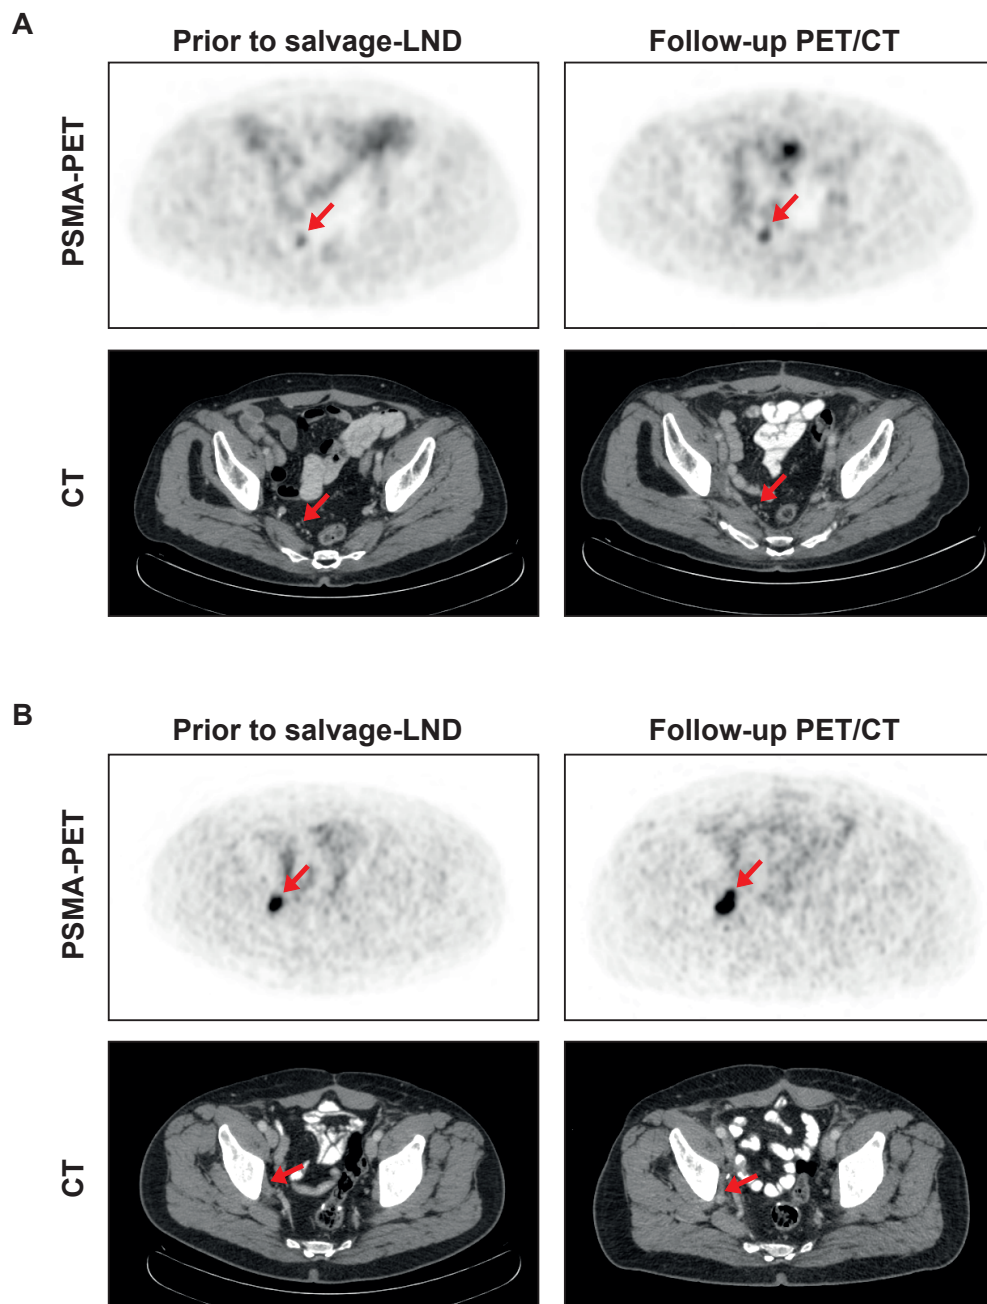 A
Prior to salvage-LND
Follow-up PET/CT
PSMA-PET
CT
B
Prior to salvage-LND
Follow-up PET/CT
PSMA-PET
CT